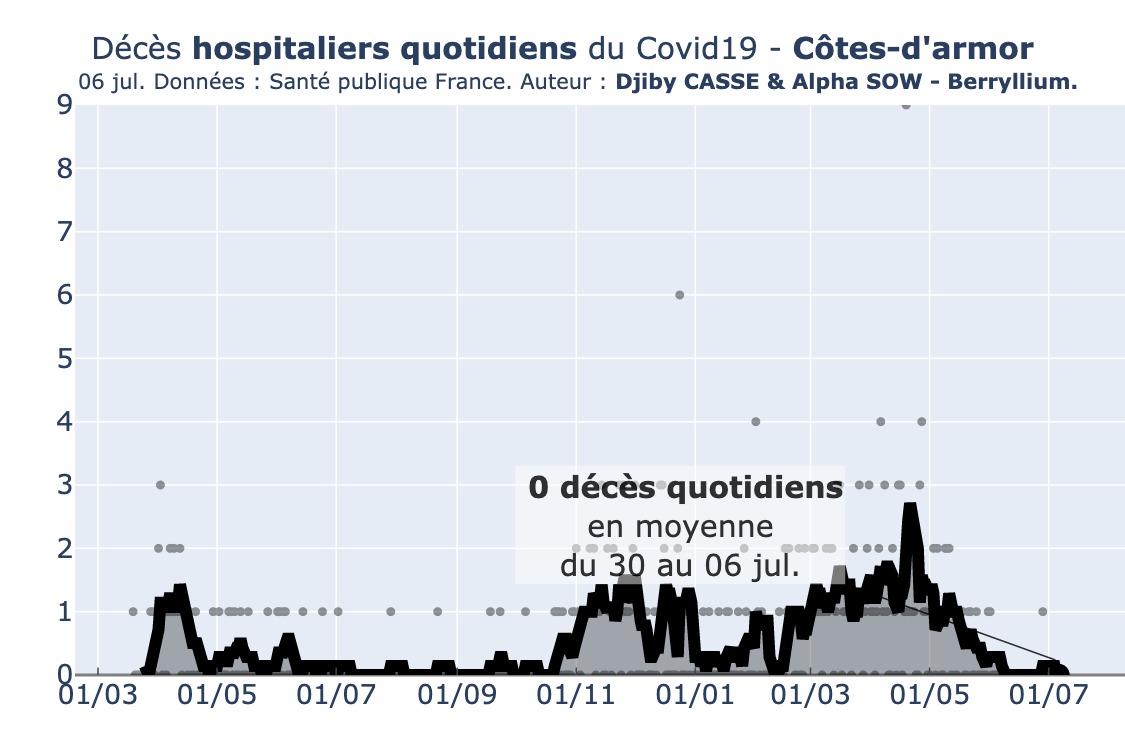 Décès hospitaliers quotidiens du Covid19 - Côtes-d'armor
06 jul. Données : Santé publique France. Auteur : Djiby CASSE & Alpha SOW - Berryllium.
9
8
7
6
5
4
3
2
1
0
0 décès quotidiens
en moyenne
du 30 au 06 jul.
01/03 01/05 01/07 01/09 01/11 01/01 01/03 01/05 01/07